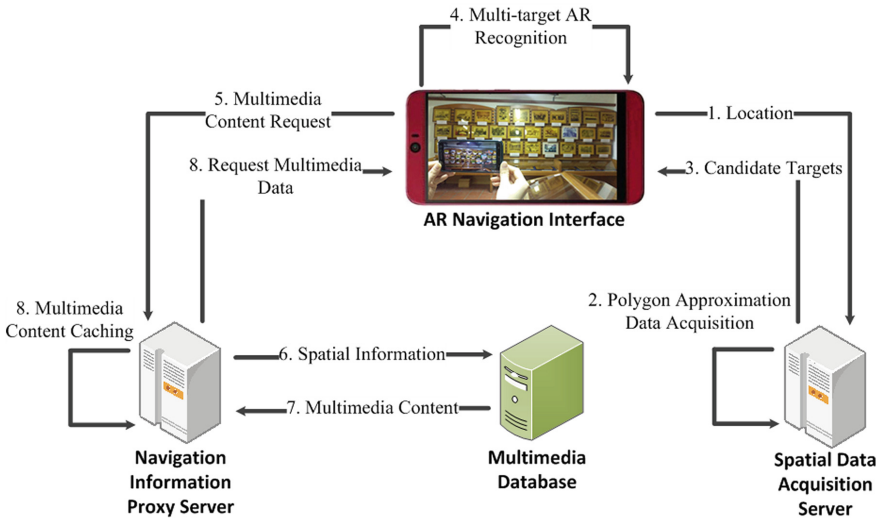 4. Multi-target AR
Recognition
5. Multimedia
Content Request
1. Location
8. Request Multimedia
Data
3. Candidate Targets
AR Navigation Interface
8. Multimedia
Content Caching
2. Polygon Approximation
Data Acquisition
6. Spatial Information
7. Multimedia Content
Navigation
Information
Proxy Server
Multimedia
Database
Spatial Data
Acquisition
Server